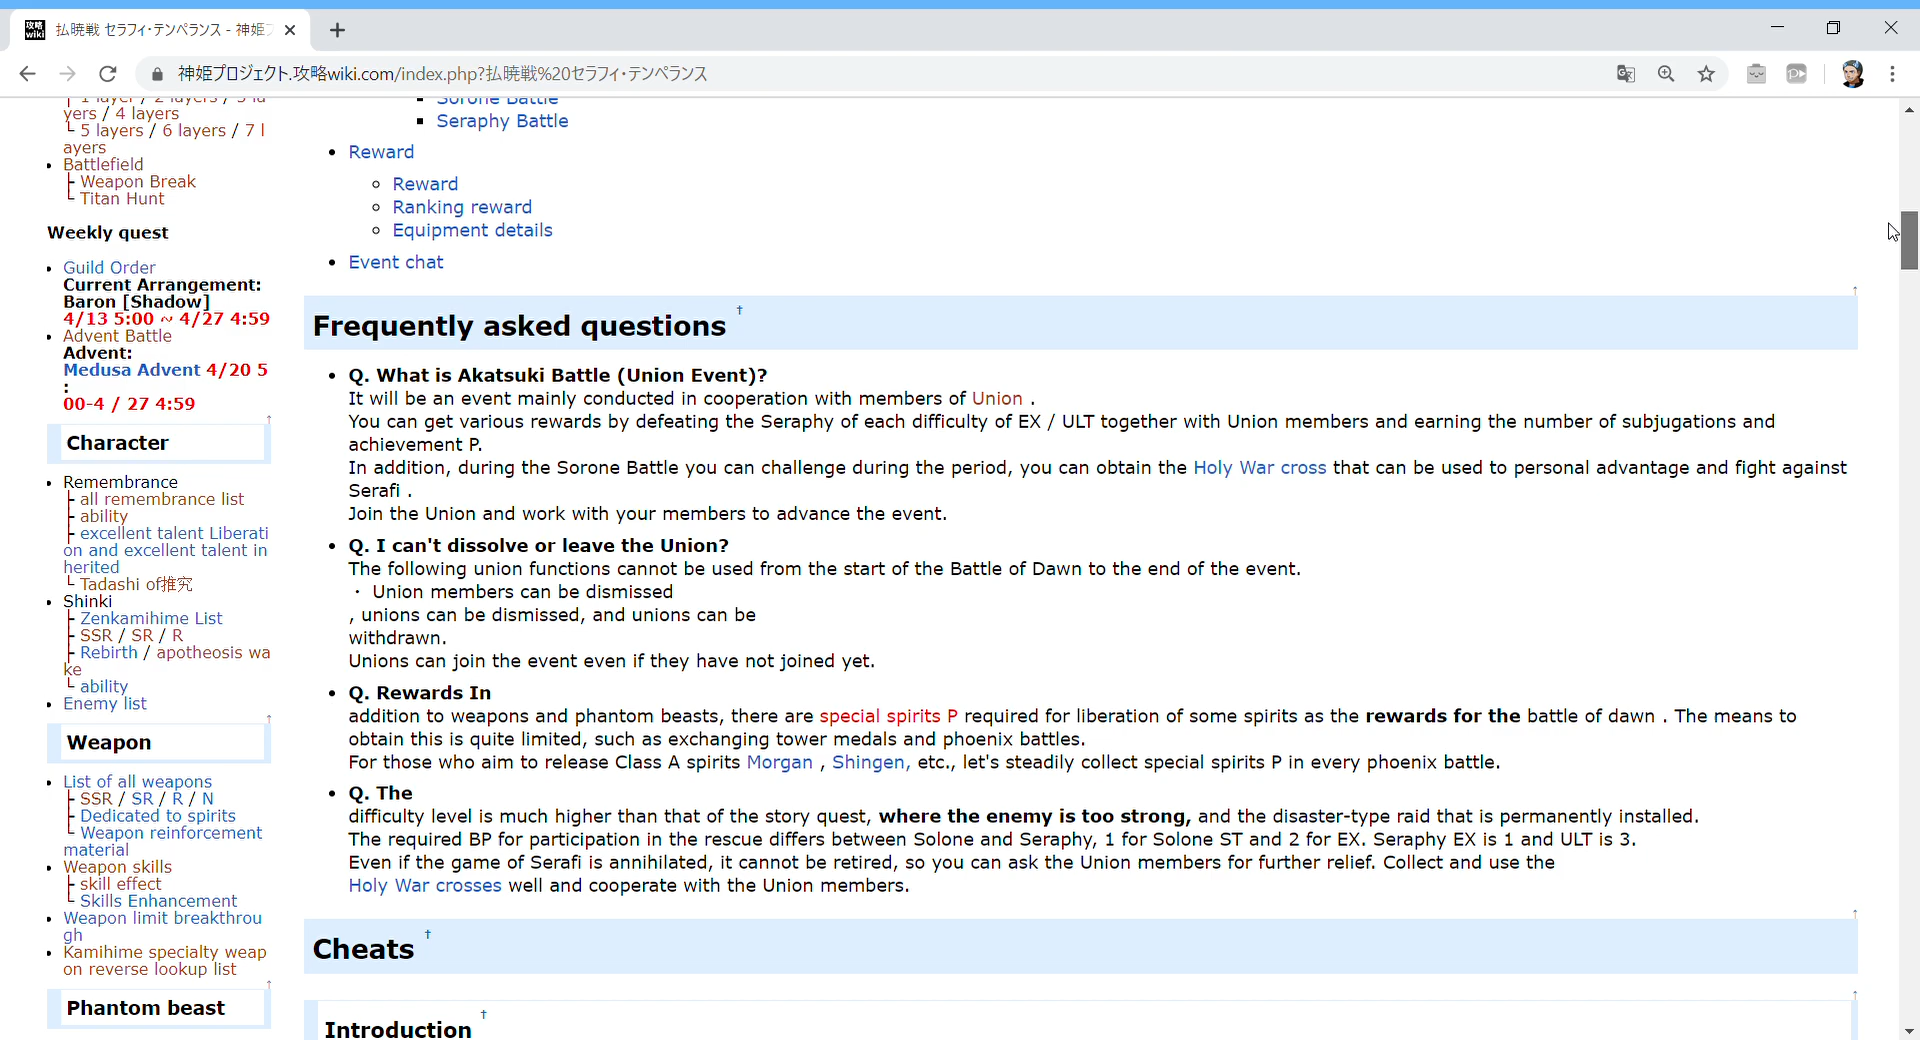 払暁戦 セラフィ・テンペランス - 神姫
神姫プロジェクト.攻略wiki.com/index.php?払暁戦%20セラフィ・テンペランス
攻略
wiki
├ 1 layer / 2 layers / 3 la
yers / 4 layers
└ 5 layers / 6 layers / 7 l
ayers
Battlefield
├ Weapon Break
└ Titan Hunt
Weekly quest
Guild Order
Current Arrangement:
Baron [Shadow]
4/13 5:00 ~ 4/27 4:59
Advent Battle
Advent:
Medusa Advent 4/20 5
:
00-4 / 27 4:59
↑
Character
Remembrance
├ all remembrance list
├ ability
├ excellent talent Liberati
on and excellent talent in
herited
└ Tadashi of推究
Shinki
├ Zenkamihime List
├ SSR / SR / R
├ Rebirth / apotheosis wa
ke
└ ability
Enemy list
↑
Weapon
List of all weapons
├ SSR / SR / R / N
├ Dedicated to spirits
└ Weapon reinforcement
material
Weapon skills
├ skill effect
└ Skills Enhancement
Weapon limit breakthrou
gh
Kamihime specialty weap
on reverse lookup list
↑
Phantom beast
Sorone Battle
Seraphy Battle
Reward
Reward
Ranking reward
Equipment details
Event chat
↑
Frequently asked questions †
Q. What is Akatsuki Battle (Union Event)?
It will be an event mainly conducted in cooperation with members of Union .
You can get various rewards by defeating the Seraphy of each difficulty of EX / ULT together with Union members and earning the number of subjugations and
achievement P.
In addition, during the Sorone Battle you can challenge during the period, you can obtain the Holy War cross that can be used to personal advantage and fight against
Serafi .
Join the Union and work with your members to advance the event.
Q. I can't dissolve or leave the Union?
The following union functions cannot be used from the start of the Battle of Dawn to the end of the event.
・ Union members can be dismissed
, unions can be dismissed, and unions can be
withdrawn.
Unions can join the event even if they have not joined yet.
Q. Rewards In
addition to weapons and phantom beasts, there are special spirits P required for liberation of some spirits as the rewards for the battle of dawn . The means to
obtain this is quite limited, such as exchanging tower medals and phoenix battles.
For those who aim to release Class A spirits Morgan , Shingen, etc., let's steadily collect special spirits P in every phoenix battle.
Q. The
difficulty level is much higher than that of the story quest, where the enemy is too strong, and the disaster-type raid that is permanently installed.
The required BP for participation in the rescue differs between Solone and Seraphy, 1 for Solone ST and 2 for EX. Seraphy EX is 1 and ULT is 3.
Even if the game of Serafi is annihilated, it cannot be retired, so you can ask the Union members for further relief. Collect and use the
Holy War crosses well and cooperate with the Union members.
↑
Cheats †
↑
Introduction †